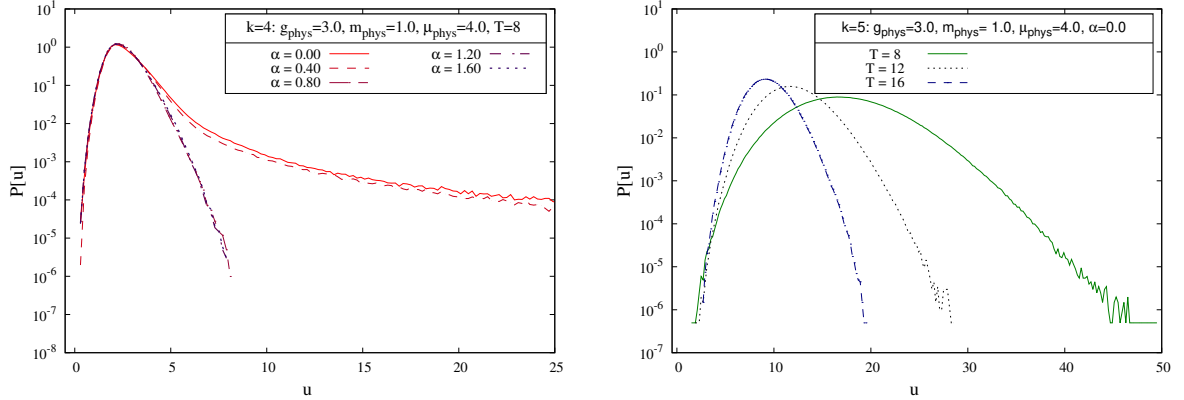 k=4: g_phys=3.0, m_phys=1.0, μ_phys=4.0, T=8
α = 0.00
α = 0.40
α = 0.80
α = 1.20
α = 1.60
P[u]
10^1
10^0
10^-1
10^-2
10^-3
10^-4
10^-5
10^-6
10^-7
10^-8
0 5 10 15 20 25
u
k=5: g_phys=3.0, m_phys= 1.0, μ_phys=4.0, α=0.0
T = 8
T = 12
T = 16
P[u]
10^2
10^1
10^0
10^-1
10^-2
10^-3
10^-4
10^-5
10^-6
10^-7
0 10 20 30 40 50
u